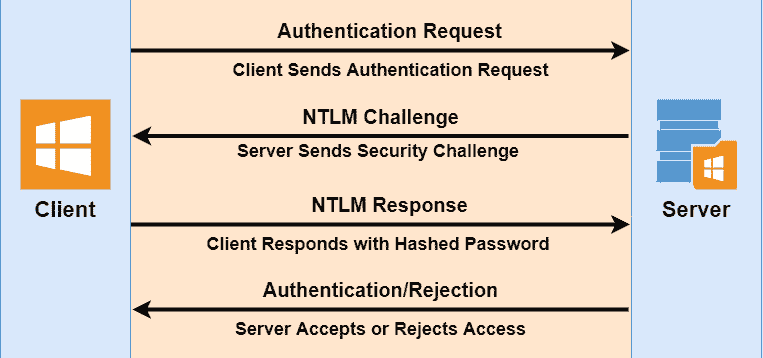 Authentication Request
Client Sends Authentication Request
NTLM Challenge
Server Sends Security Challenge
Client
Server
NTLM Response
Client Responds with Hashed Password
Authentication/Rejection
Server Accepts or Rejects Access